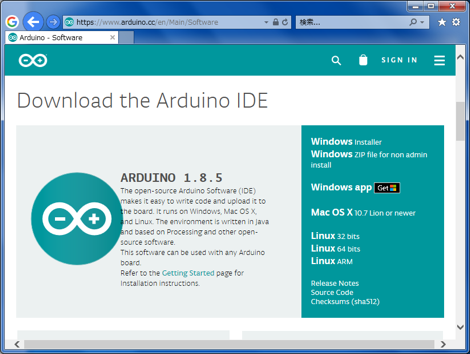 https://www.arduino.cc/en/Main/Software
検索...
Arduino - Software
SIGN IN
Download the Arduino IDE
ARDUINO 1.8.5
The open-source Arduino Software (IDE)
makes it easy to write code and upload it to
the board. It runs on Windows, Mac OS X,
and Linux. The environment is written in Java
and based on Processing and other open-
source software.
This software can be used with any Arduino
board.
Refer to the Getting Started page for
Installation instructions.
Windows Installer
Windows ZIP file for non admin
install
Windows app Get
Mac OS X 10.7 Lion or newer
Linux 32 bits
Linux 64 bits
Linux ARM
Release Notes
Source Code
Checksums (sha512)